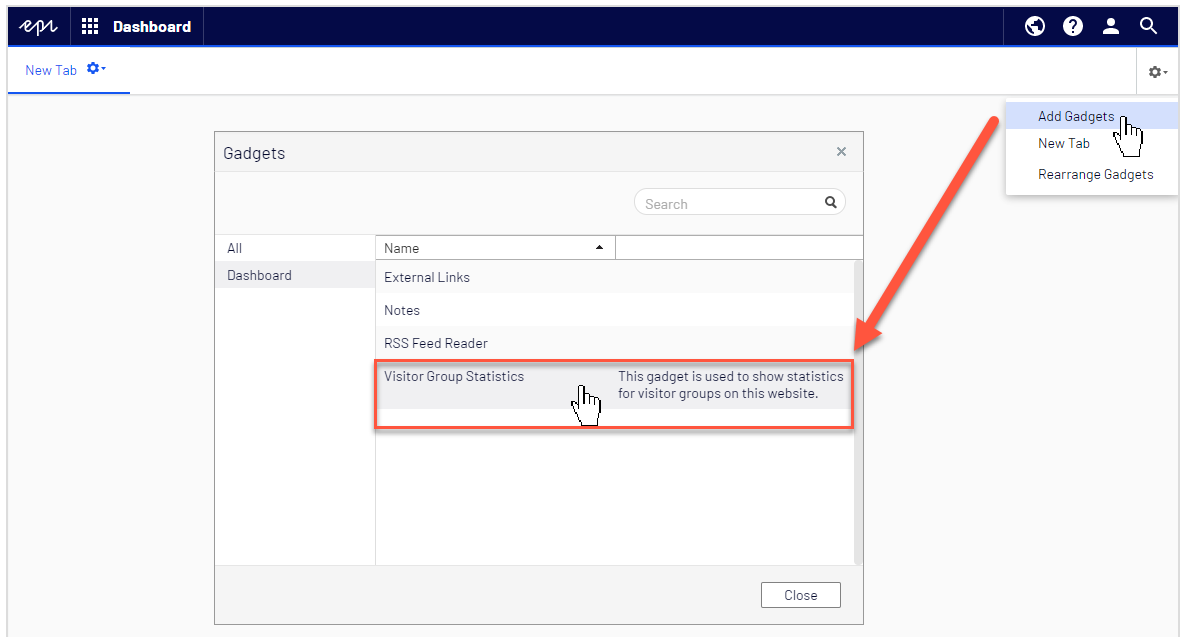 epi Dashboard
New Tab
Add Gadgets
New Tab
Rearrange Gadgets
Gadgets
Search
All
Dashboard
Name
External Links
Notes
RSS Feed Reader
Visitor Group Statistics
This gadget is used to show statistics
for visitor groups on this website.
Close